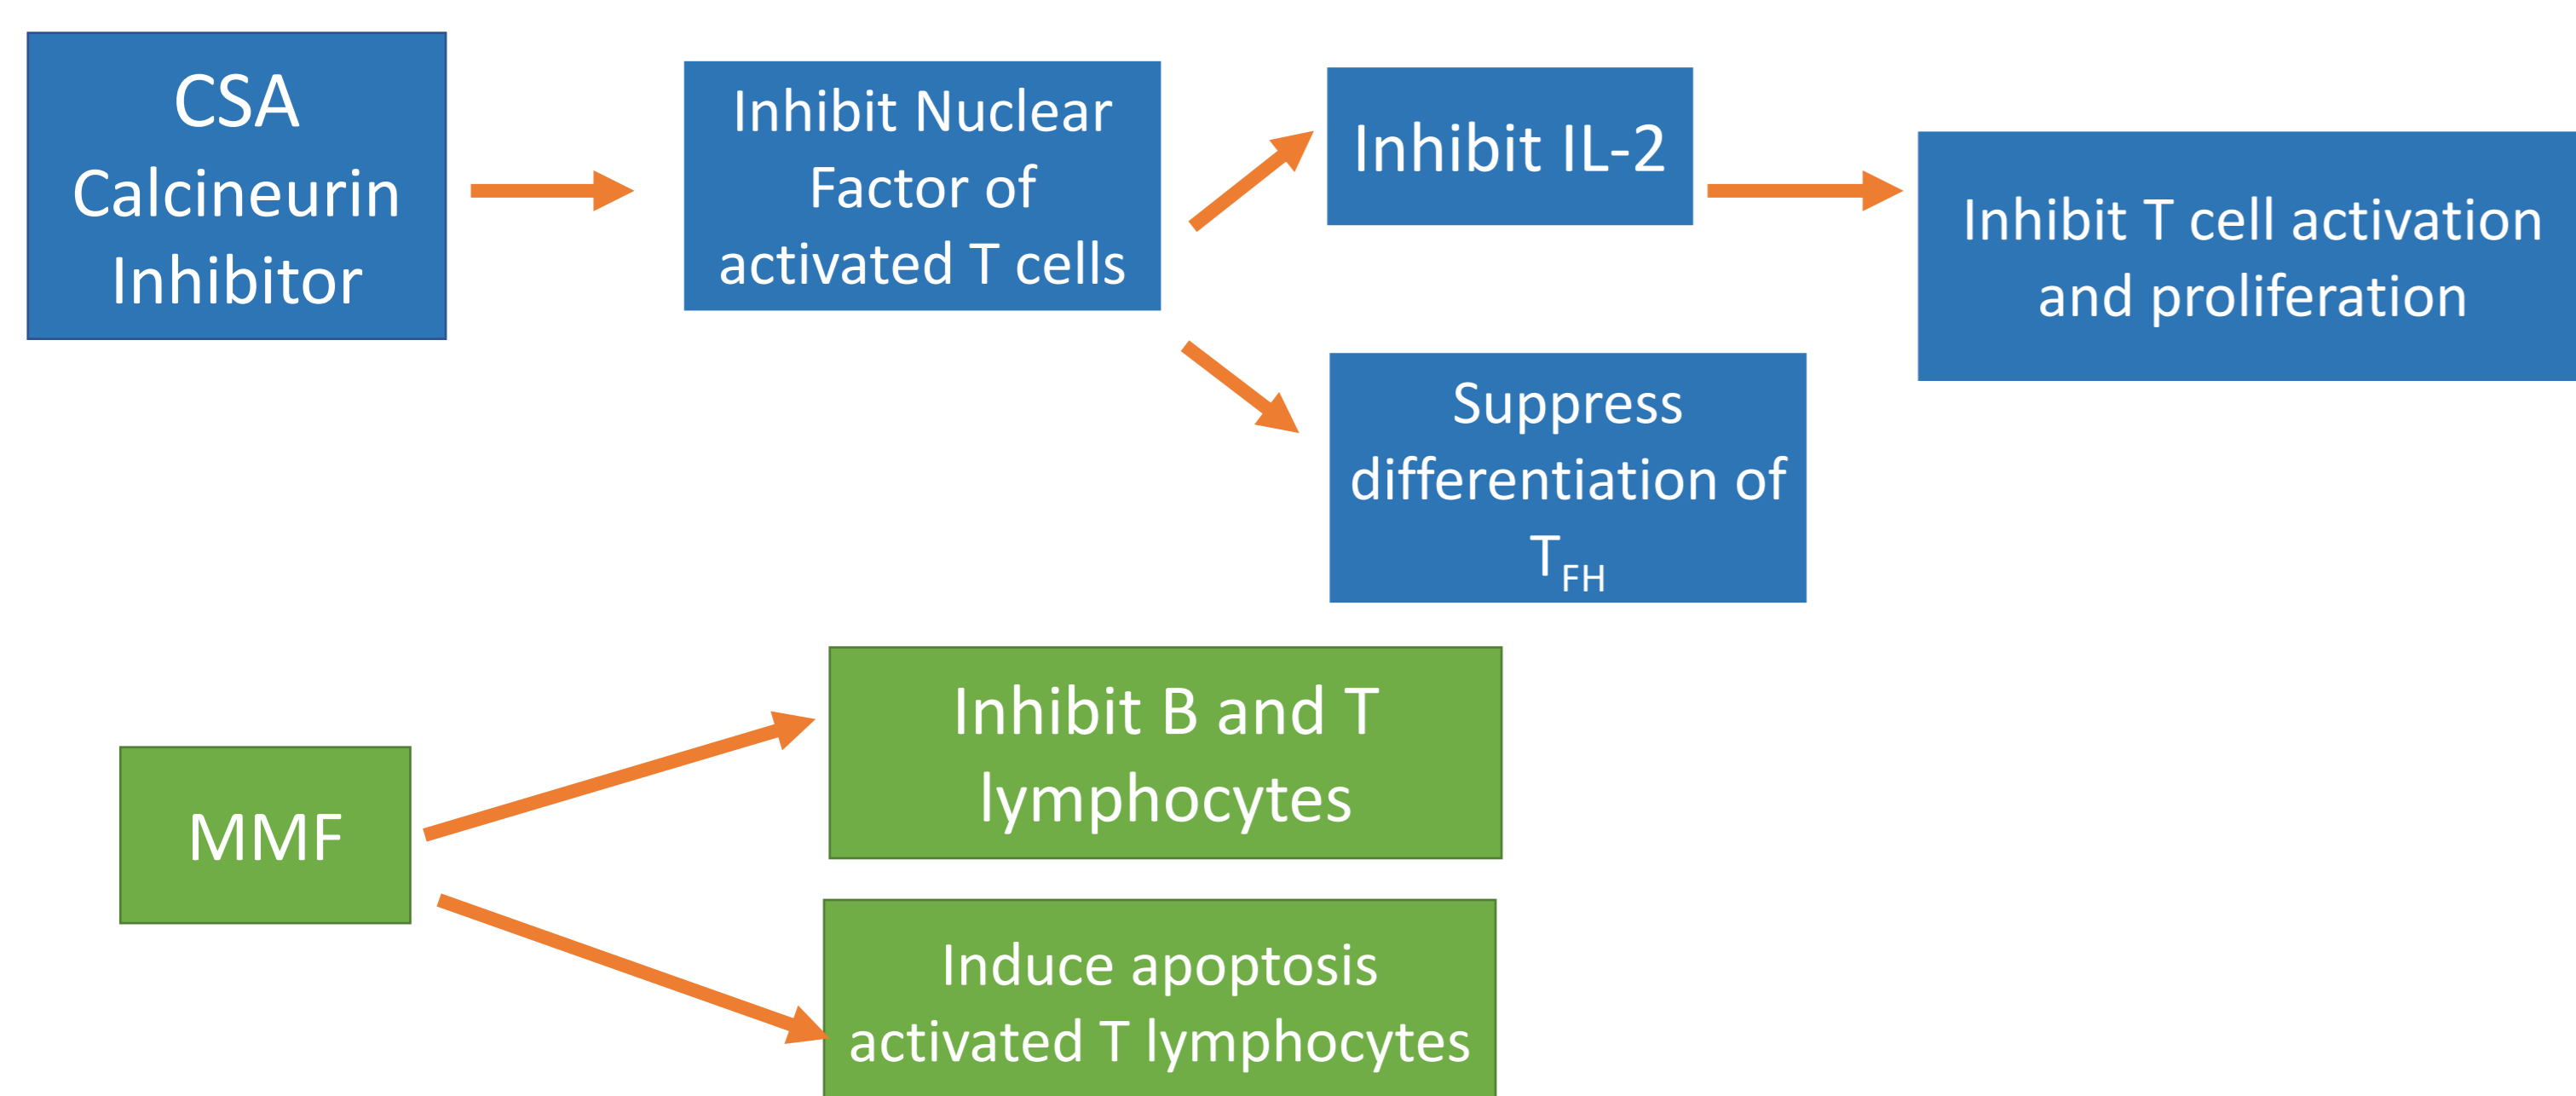 CSA
Calcineurin
Inhibitor
Inhibit Nuclear
Factor of
activated T cells
Inhibit IL-2
Inhibit T cell activation
and proliferation
Suppress
differentiation of
T_FH
MMF
Inhibit B and T
lymphocytes
Induce apoptosis
activated T lymphocytes